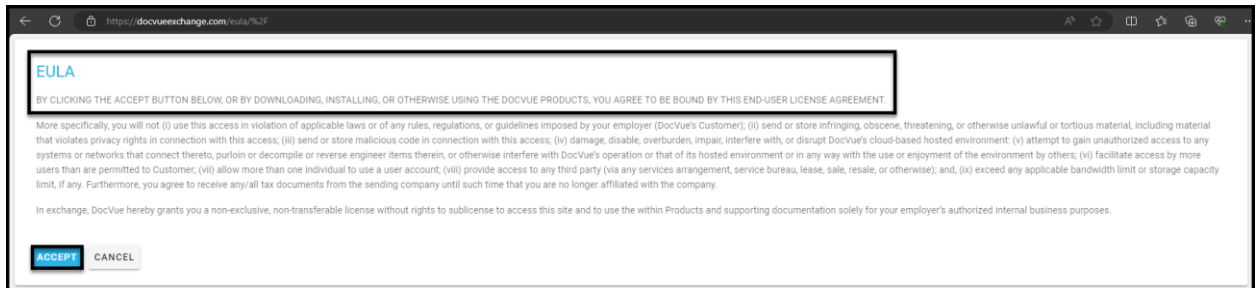 https://docvueexchange.com/eula/%2F
EULA
BY CLICKING THE ACCEPT BUTTON BELOW, OR BY DOWNLOADING, INSTALLING, OR OTHERWISE USING THE DOCVUE PRODUCTS, YOU AGREE TO BE BOUND BY THIS END-USER LICENSE AGREEMENT.
More specifically, you will not (i) use this access in violation of applicable laws or of any rules, regulations, or guidelines imposed by your employer (DocVue's Customer); (ii) send or store infringing, obscene, threatening, or otherwise unlawful or tortious material, including material
that violates privacy rights in connection with this access; (iii) send or store malicious code in connection with this access; (iv) damage, disable, overburden, impair, interfere with, or disrupt DocVue's cloud-based hosted environment: (v) attempt to gain unauthorized access to any
systems or networks that connect thereto, purloin or decompile or reverse engineer items therein, or otherwise interfere with DocVue's operation or that of its hosted environment or in any way with the use or enjoyment of the environment by others; (vi) facilitate access by more
users than are permitted to Customer; (vii) allow more than one individual to use a user account; (viii) provide access to any third party (via any services arrangement, service bureau, lease, sale, resale, or otherwise); and, (ix) exceed any applicable bandwidth limit or storage capacity
limit, if any. Furthermore, you agree to receive any/all tax documents from the sending company until such time that you are no longer affiliated with the company.
In exchange, DocVue hereby grants you a non-exclusive, non-transferable license without rights to sublicense to access this site and to use the within Products and supporting documentation solely for your employer's authorized internal business purposes.
ACCEPT CANCEL